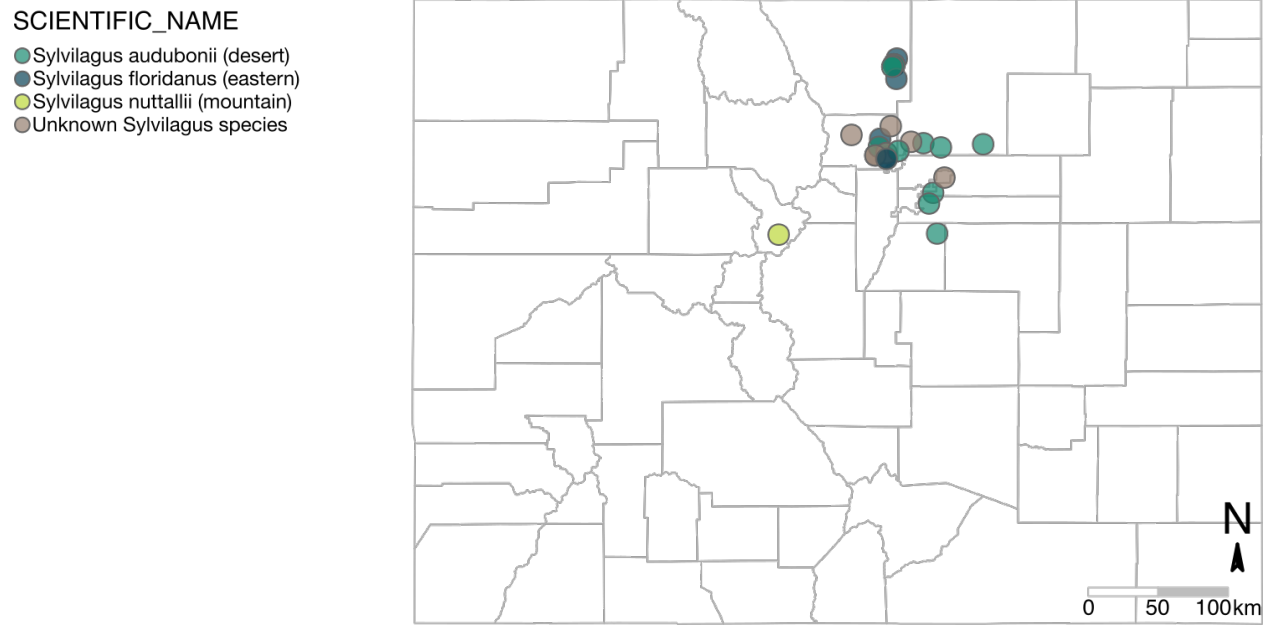 SCIENTIFIC_NAME
Sylvilagus audubonii (desert)
Sylvilagus floridanus (eastern)
Sylvilagus nuttallii (mountain)
Unknown Sylvilagus species
N
0 50 100km